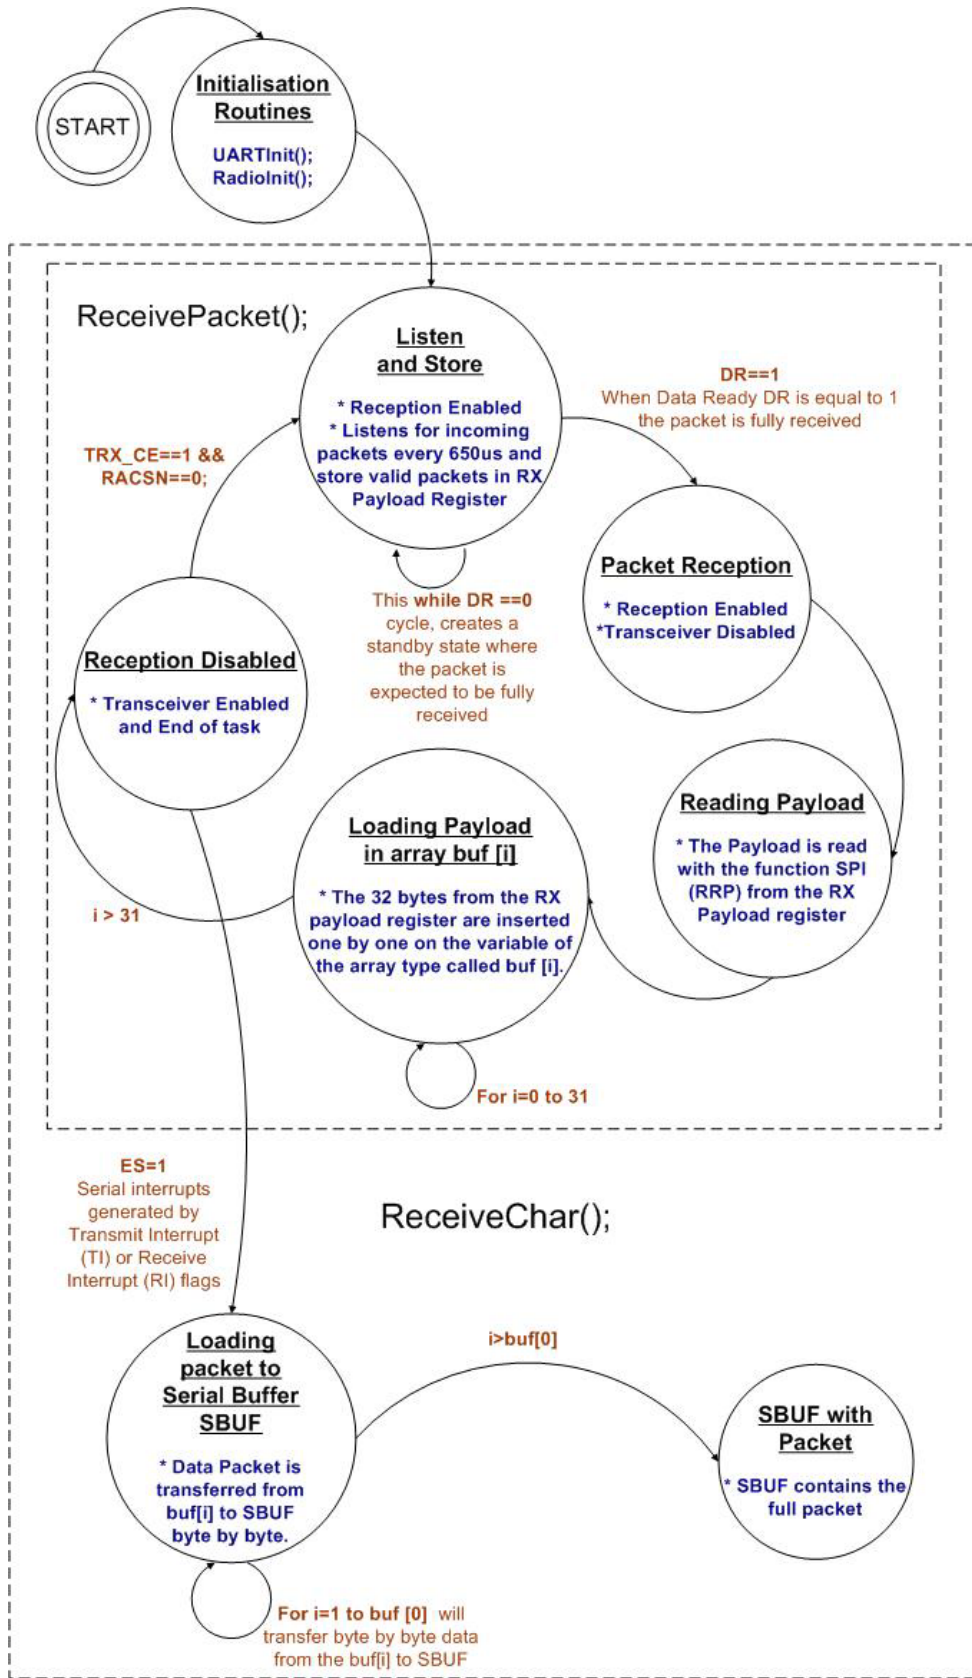 START
Initialisation
Routines
UARTInit();
RadioInit();
ReceivePacket();
Listen
and Store
* Reception Enabled
* Listens for incoming
packets every 650us and
store valid packets in RX
Payload Register
DR==1
When Data Ready DR is equal to 1
the packet is fully received
TRX_CE==1 &&
RACSN==0;
This while DR ==0
cycle, creates a
standby state where
the packet is
expected to be fully
received
Packet Reception
* Reception Enabled
*Transceiver Disabled
Reception Disabled
* Transceiver Enabled
and End of task
Reading Payload
* The Payload is read
with the function SPI
(RRP) from the RX
Payload register
Loading Payload
in array buf [i]
* The 32 bytes from the RX
payload register are inserted
one by one on the variable of
the array type called buf [i].
i > 31
For i=0 to 31
ES=1
Serial interrupts
generated by
Transmit Interrupt
(TI) or Receive
Interrupt (RI) flags
ReceiveChar();
Loading
packet to
Serial Buffer
SBUF
* Data Packet is
transferred from
buf[i] to SBUF
byte by byte.
i>buf[0]
SBUF with
Packet
* SBUF contains the
full packet
For i=1 to buf [0] will
transfer byte by byte data
from the buf[i] to SBUF